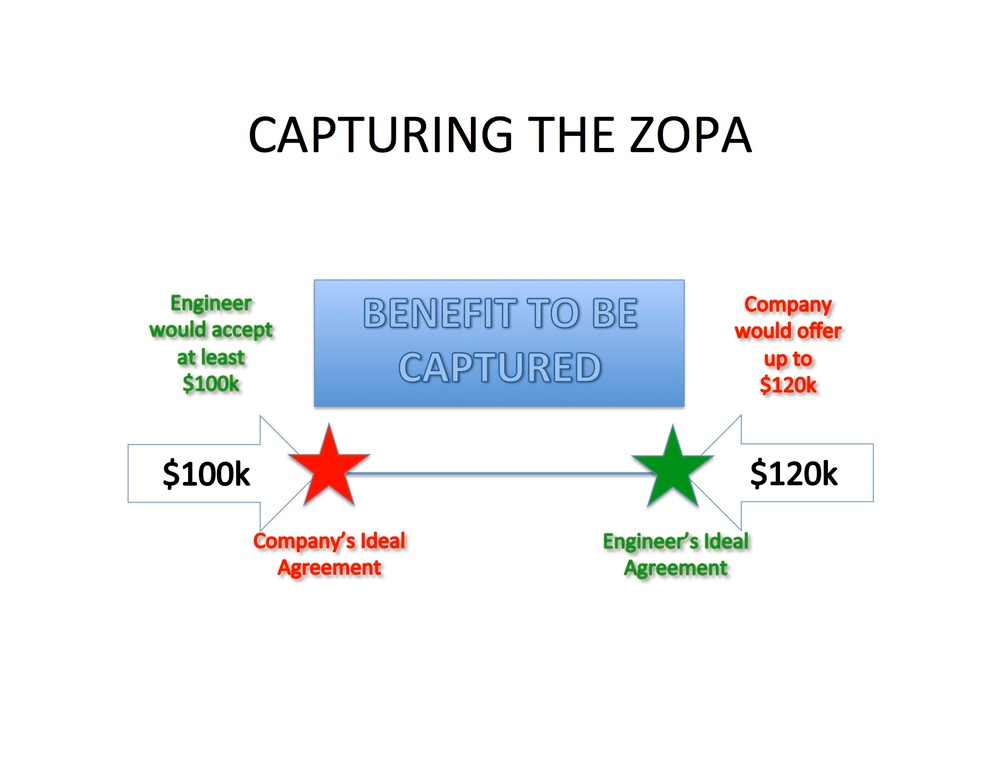 CAPTURING THE ZOPA
Engineer
would accept
at least
$100k
BENEFIT TO BE
CAPTURED
Company
would offer
up to
$120k
$100k
$120k
Company’s Ideal
Agreement
Engineer’s Ideal
Agreement